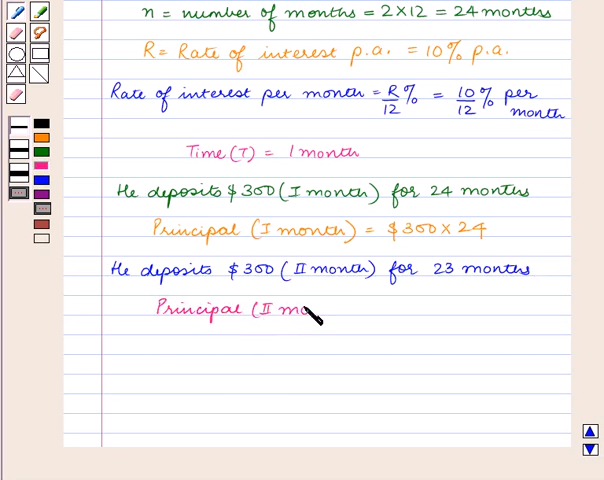 n = number of months = 2 × 12 = 24 months
R = Rate of interest p.a. = 10% p.a.
Rate of interest per month = R/12 % = 10/12 % per month
Time (T) = 1 month
He deposits $300 (I month) for 24 months
Principal (I month) = $300 × 24
He deposits $300 (II month) for 23 months
Principal (II mo